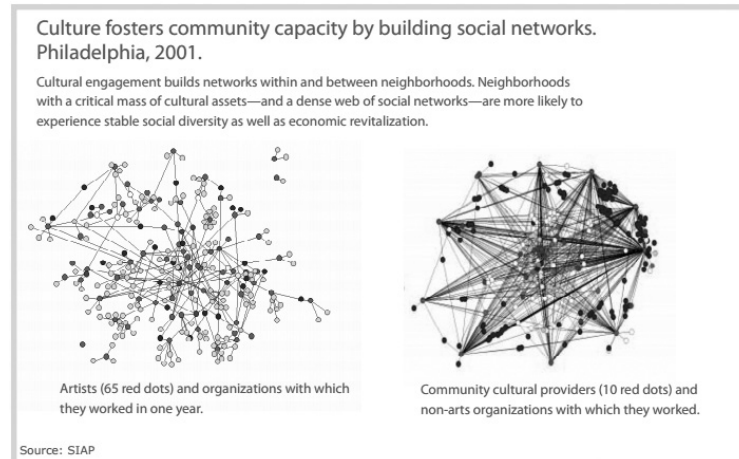 Culture fosters community capacity by building social networks.
Philadelphia, 2001.
Cultural engagement builds networks within and between neighborhoods. Neighborhoods
with a critical mass of cultural assets—and a dense web of social networks—are more likely to
experience stable social diversity as well as economic revitalization.
Artists (65 red dots) and organizations with which
they worked in one year.
Community cultural providers (10 red dots) and
non-arts organizations with which they worked.
Source: SIAP